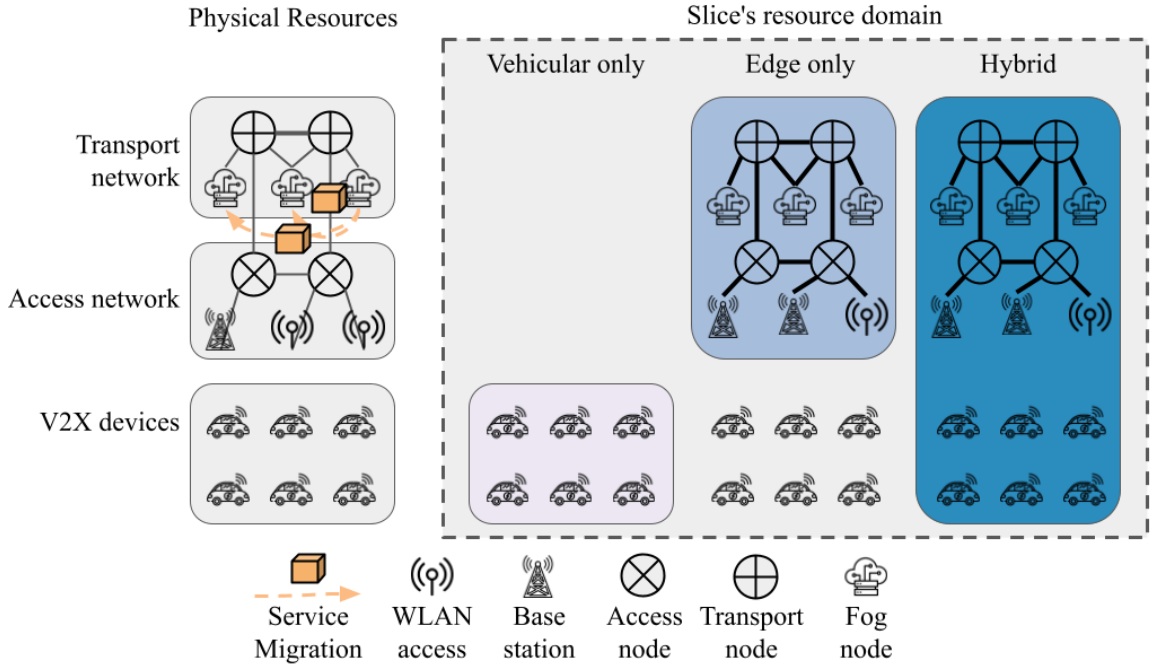 Physical Resources
Slice's resource domain
Vehicular only
Edge only
Hybrid
Transport
network
Access network
V2X devices
Service
Migration
WLAN
access
Base
station
Access
node
Transport
node
Fog
node